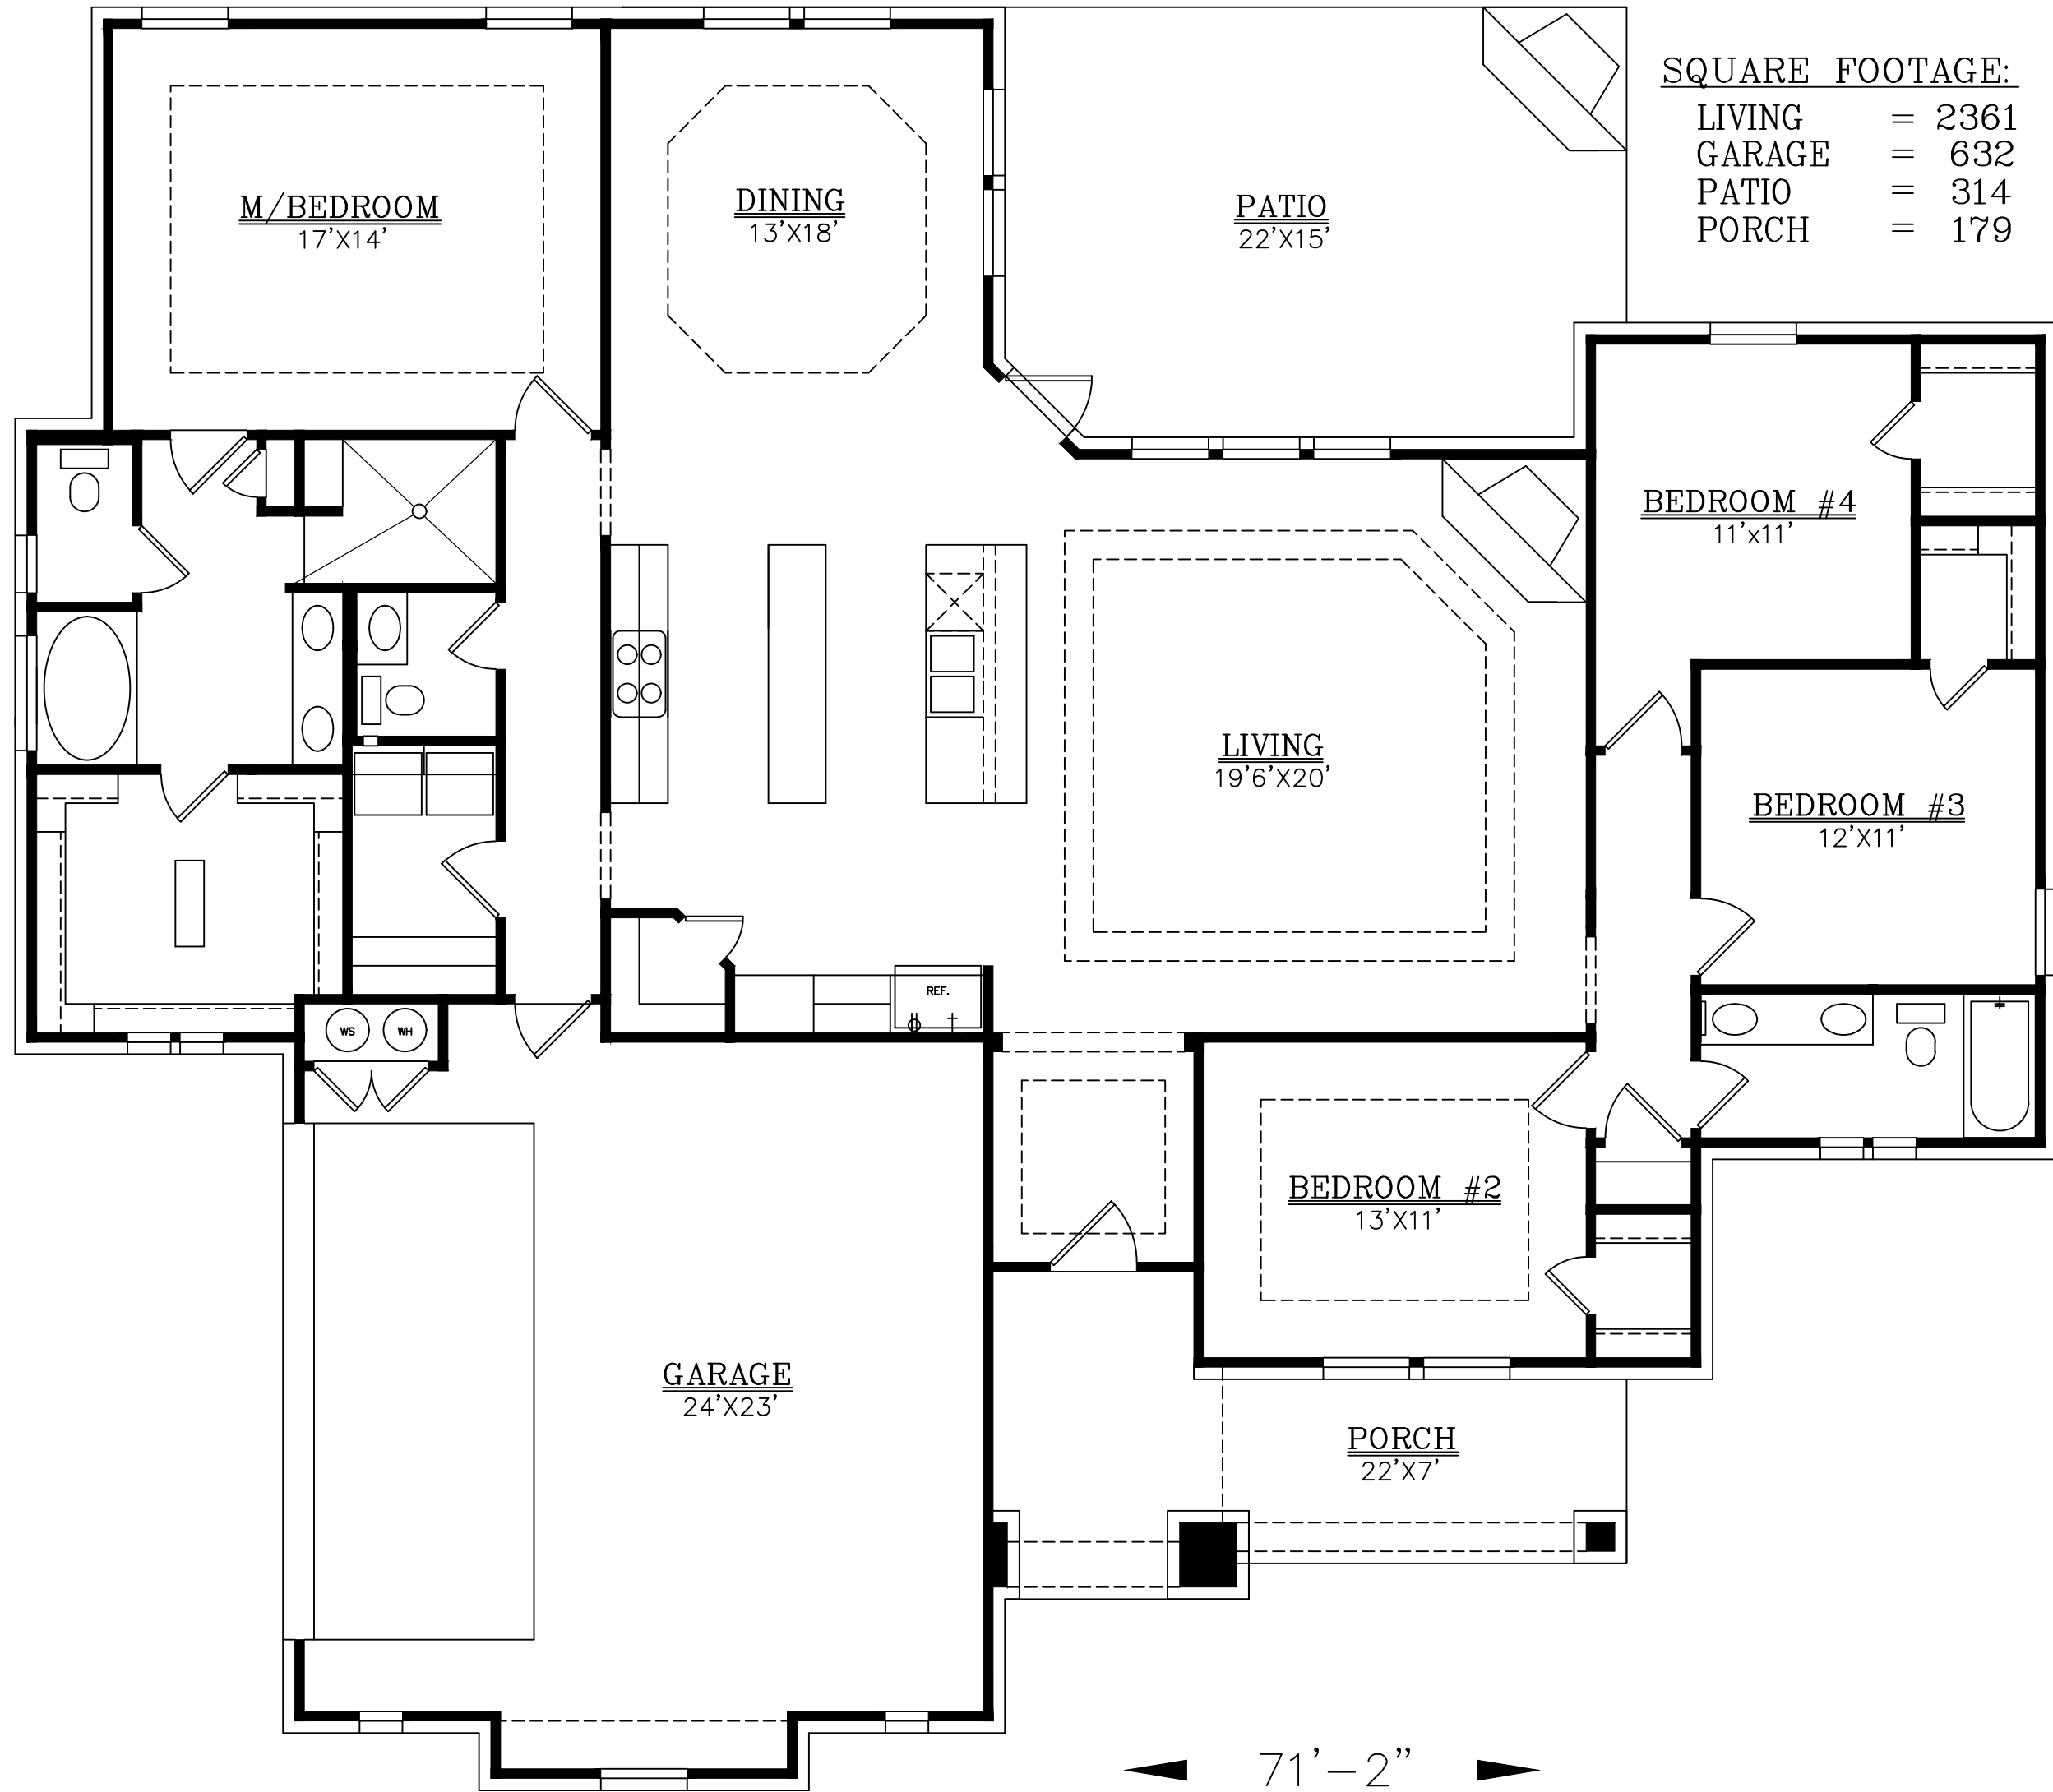 SQUARE FOOTAGE:
LIVING = 2361
GARAGE = 632
PATIO = 314
PORCH = 179
M/BEDROOM
17'X14'
DINING
13'X18'
PATIO
22'X15'
BEDROOM #4
11'x11'
LIVING
19'6'X20'
BEDROOM #3
12'X11'
REF.
WS
WH
BEDROOM #2
13'X11'
GARAGE
24'X23'
PORCH
22'X7'
71'-2"